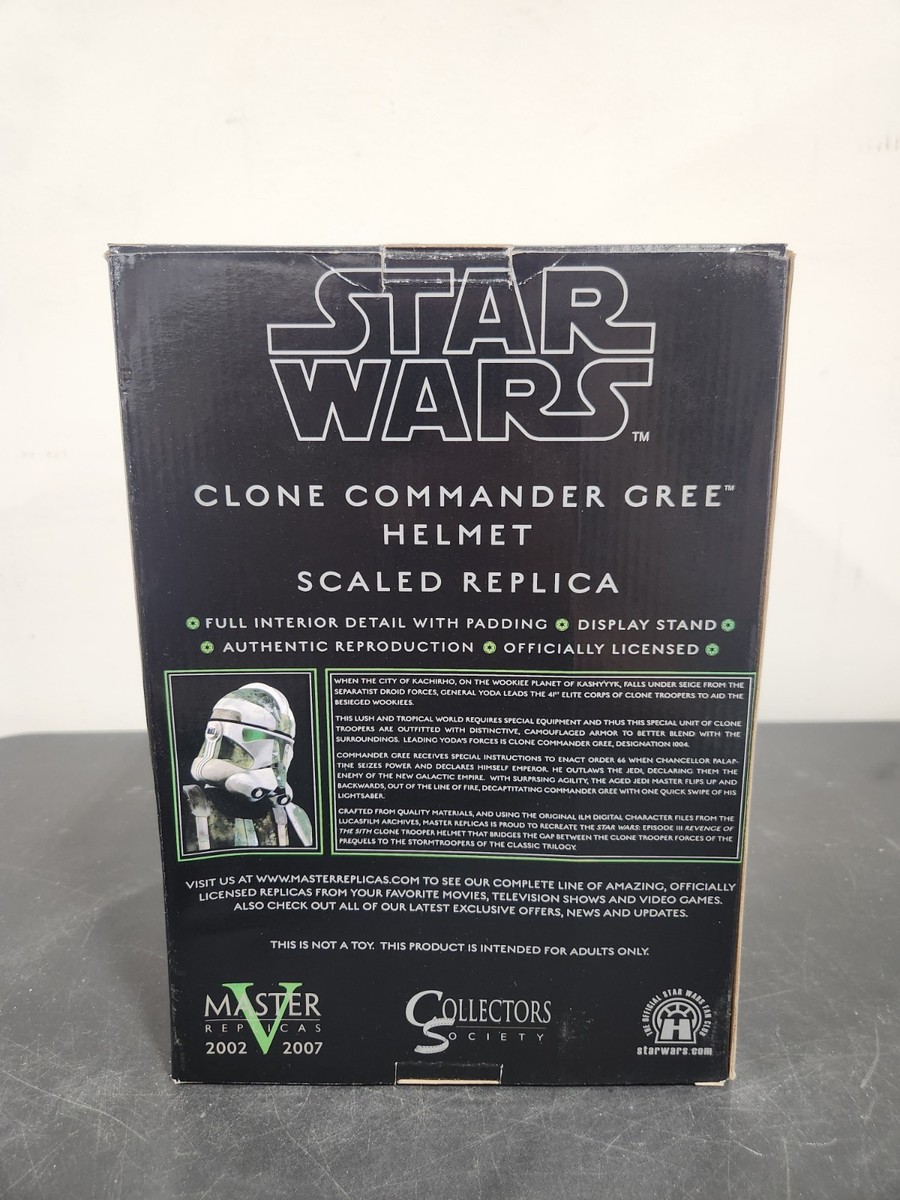 STAR
WARS
TM
CLONE COMMANDER GREE™
HELMET
SCALED REPLICA
FULL INTERIOR DETAIL WITH PADDING DISPLAY STAND
AUTHENTIC REPRODUCTION OFFICIALLY LICENSED
WHEN THE CITY OF KACHIRHO, ON THE WOOKIEE PLANET OF KASHYYYK, FALLS UNDER SEIGE FROM THE
SEPARATIST DROID FORCES, GENERAL YODA LEADS THE 41ST ELITE CORPS OF CLONE TROOPERS TO AID THE
BESIEGED WOOKIEES.
THIS LUSH AND TROPICAL WORLD REQUIRES SPECIAL EQUIPMENT AND THUS THIS SPECIAL UNIT OF CLONE
TROOPERS ARE OUTFITTED WITH DISTINCTIVE, CAMOUFLAGED ARMOR TO BETTER BLEND WITH THE
SURROUNDINGS. LEADING YODA'S FORCES IS CLONE COMMANDER GREE, DESIGNATION 1004.
COMMANDER GREE RECEIVES SPECIAL INSTRUCTIONS TO ENACT ORDER 66 WHEN CHANCELLOR PALAP-
TINE SEIZES POWER AND DECLARES HIMSELF EMPEROR. HE OUTLAWS THE JEDI, DECLARING THEM THE
ENEMY OF THE NEW GALACTIC EMPIRE. WITH SURPRSING AGILITY, THE AGED JEDI MASTER FLIPS UP AND
BACKWARDS, OUT OF THE LINE OF FIRE, DECAPTITATING COMMANDER GREE WITH ONE QUICK SWIPE OF HIS
LIGHTSABER.
CRAFTED FROM QUALITY MATERIALS, AND USING THE ORIGINAL ILM DIGITAL CHARACTER FILES FROM THE
LUCASFILM ARCHIVES, MASTER REPLICAS IS PROUD TO RECREATE THE STAR WARS: EPISODE III REVENGE OF
THE SITH CLONE TROOPER HELMET THAT BRIDGES THE GAP BETWEEN THE CLONE TROOPER FORCES OF THE
PREQUELS TO THE STORMTROOPERS OF THE CLASSIC TRILOGY.
VISIT US AT WWW.MASTERREPLICAS.COM TO SEE OUR COMPLETE LINE OF AMAZING, OFFICIALLY
LICENSED REPLICAS FROM YOUR FAVORITE MOVIES, TELEVISION SHOWS AND VIDEO GAMES.
ALSO CHECK OUT ALL OF OUR LATEST EXCLUSIVE OFFERS, NEWS AND UPDATES.
THIS IS NOT A TOY. THIS PRODUCT IS INTENDED FOR ADULTS ONLY.
MASTER
REPLICAS
V
2002 2007
COLLECTORS
SOCIETY
THE OFFICIAL STAR WARS FAN CLUB
H
starwars.com